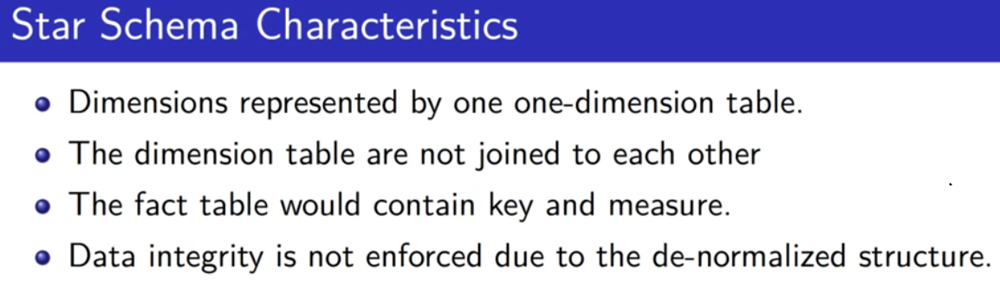 Star Schema Characteristics
Dimensions represented by one one-dimension table.
The dimension table are not joined to each other
The fact table would contain key and measure.
Data integrity is not enforced due to the de-normalized structure.